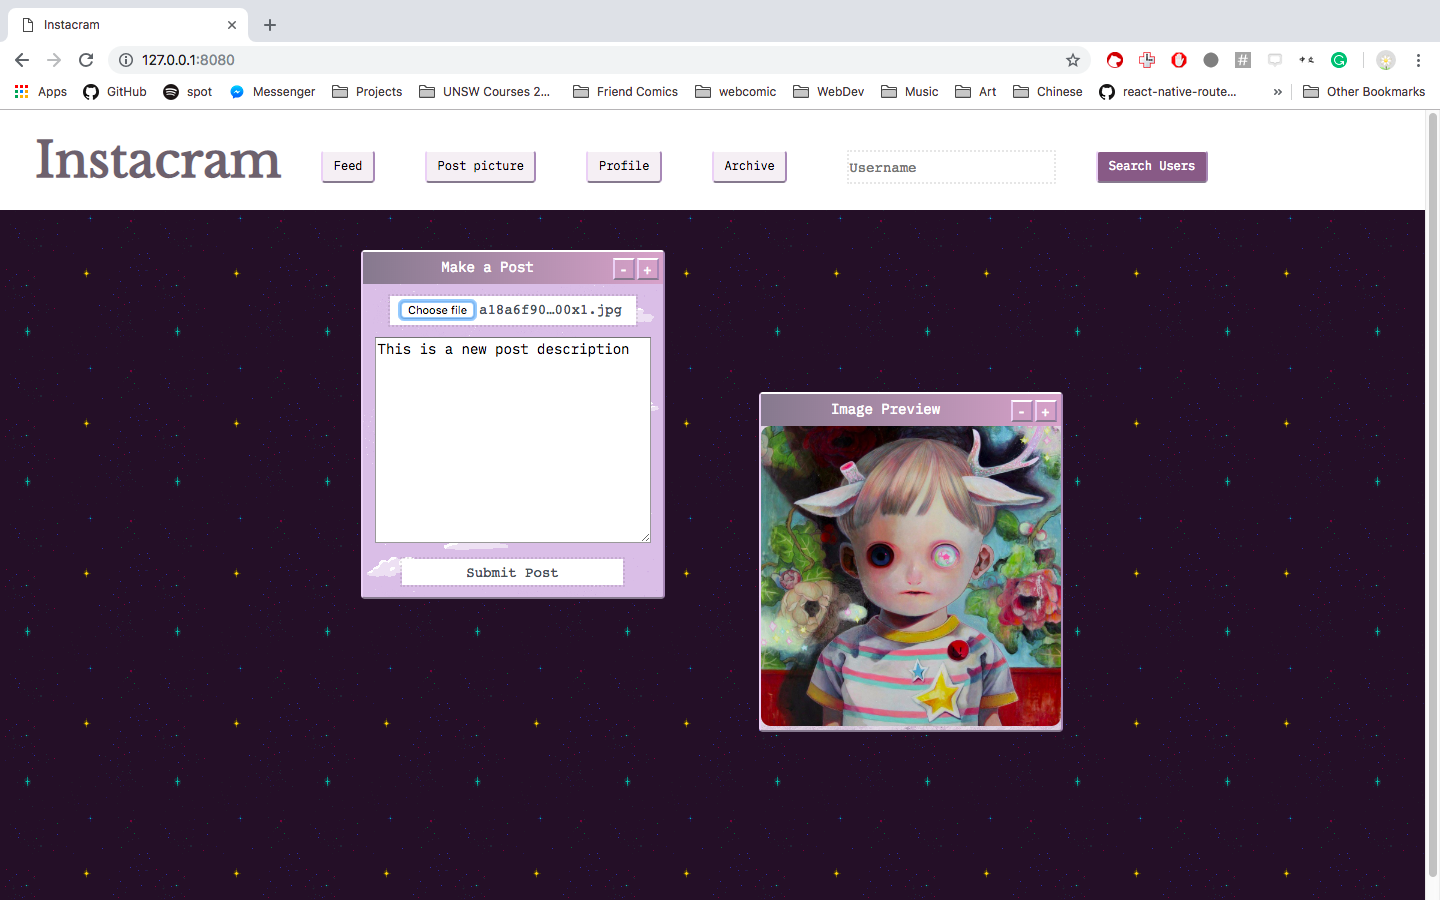 Instacram
127.0.0.1:8080
Apps GitHub spot Messenger Projects UNSW Courses 2... Friend Comics webcomic WebDev Music Art Chinese react-native-route... » Other Bookmarks
Instacram Feed Post picture Profile Archive Username Search Users
Make a Post - +
Choose file a18a6f90...00x1.jpg
This is a new post description
Submit Post
Image Preview - +